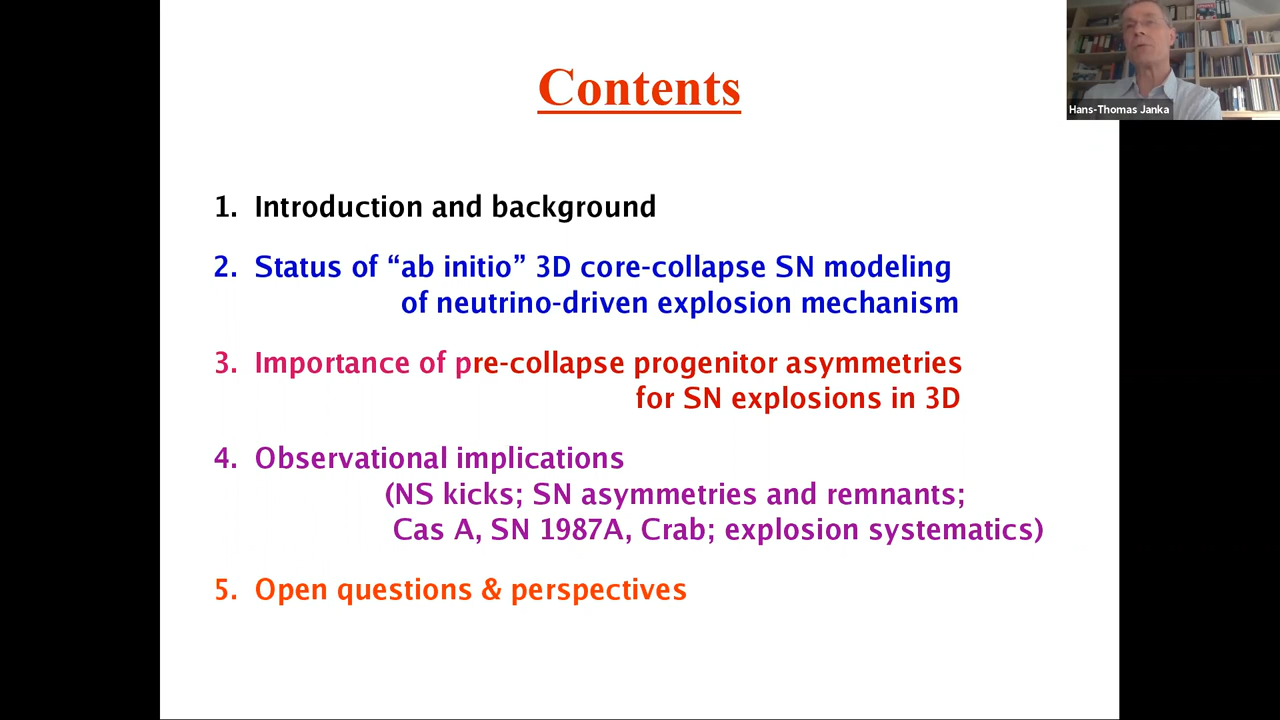 Contents
Hans-Thomas Janka
1. Introduction and background
2. Status of “ab initio” 3D core-collapse SN modeling
of neutrino-driven explosion mechanism
3. Importance of pre-collapse progenitor asymmetries
for SN explosions in 3D
4. Observational implications
(NS kicks; SN asymmetries and remnants;
Cas A, SN 1987A, Crab; explosion systematics)
5. Open questions & perspectives